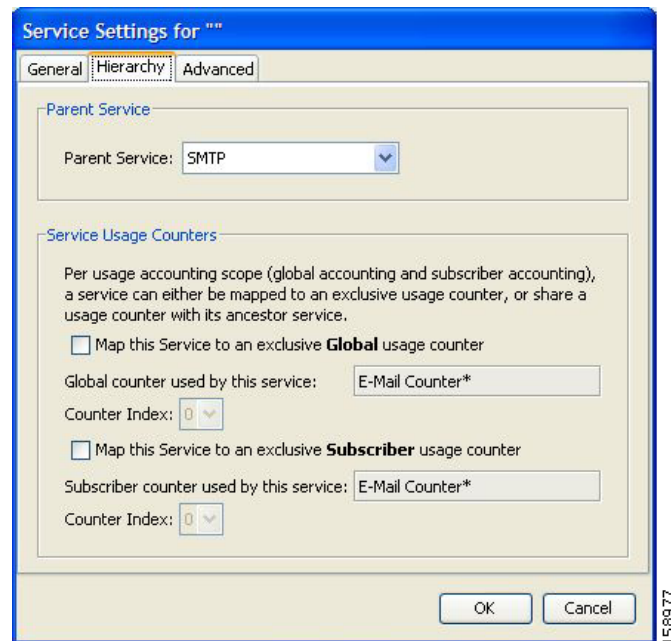 Service Settings for ""
General Hierarchy Advanced
Parent Service
Parent Service: SMTP
Service Usage Counters
Per usage accounting scope (global accounting and subscriber accounting),
a service can either be mapped to an exclusive usage counter, or share a
usage counter with its ancestor service.
Map this Service to an exclusive Global usage counter
Global counter used by this service: E-Mail Counter*
Counter Index: 0
Map this Service to an exclusive Subscriber usage counter
Subscriber counter used by this service: E-Mail Counter*
Counter Index: 0
OK Cancel